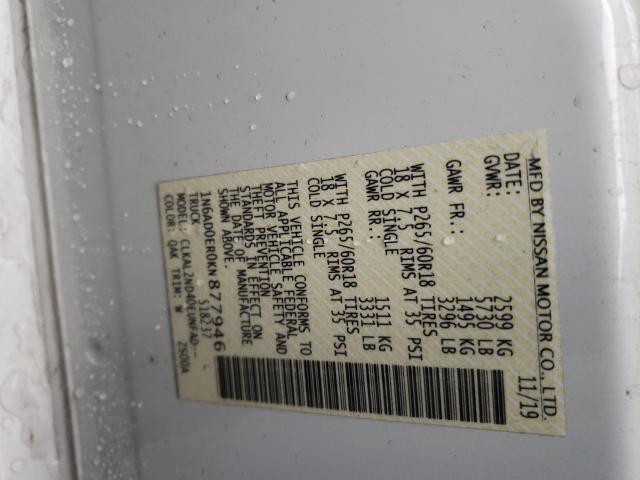 MFD BY NISSAN MOTOR CO., LTD.
DATE: 11/19
GVWR: 2599 KG
5730 LB
GAWR FR.: 1495 KG
3296 LB
WITH P265/60R18 TIRES
18 X 7.5 RIMS AT 35 PSI
COLD SINGLE
GAWR RR.: 1511 KG
3331 LB
WITH P265/60R18 TIRES
18 X 7.5 RIMS AT 35 PSI
COLD SINGLE
THIS VEHICLE CONFORMS TO
ALL APPLICABLE FEDERAL
MOTOR VEHICLE SAFETY AND
THEFT PREVENTION
STANDARDS IN EFFECT ON
THE DATE OF MANUFACTURE
SHOWN ABOVE.
1N6AD0ER0KN877946
TRUCK 518237
MODEL: CLKALZND40EUNFAD--
COLOR: QAK TRIM: W 2S00A